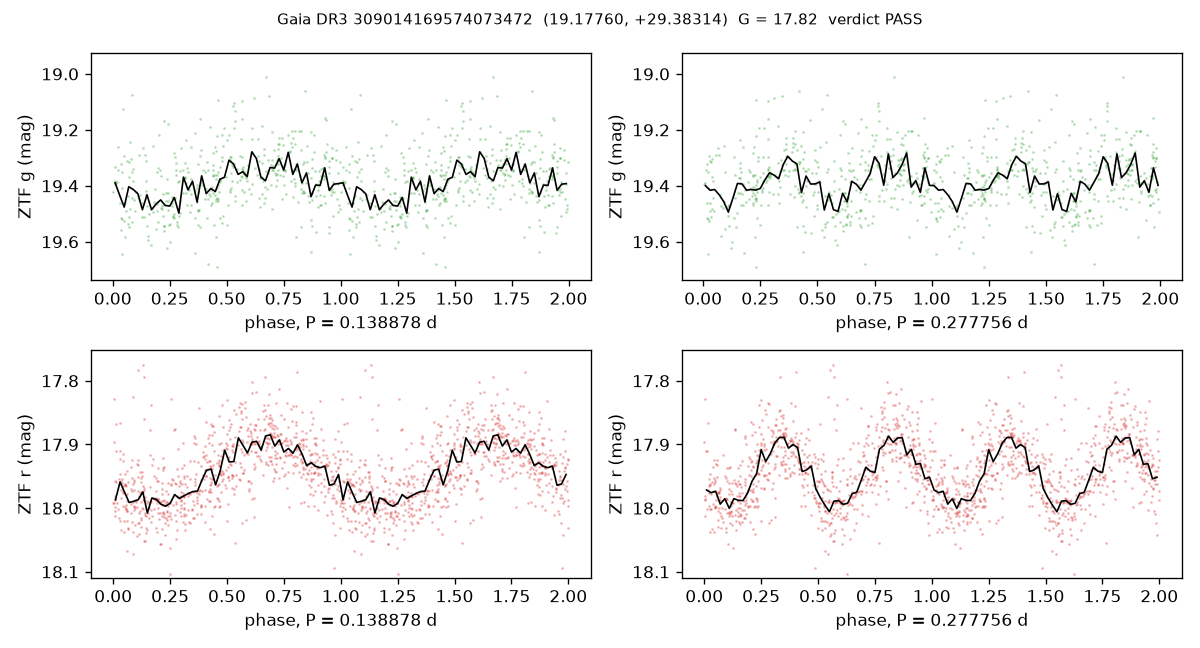 Gaia DR3 309014169574073472 (19.17760, +29.38314) G = 17.82 verdict PASS
ZTF g (mag)
19.0
19.2
19.4
19.6
0.00 0.25 0.50 0.75 1.00 1.25 1.50 1.75 2.00
phase, P = 0.138878 d
ZTF g (mag)
19.0
19.2
19.4
19.6
0.00 0.25 0.50 0.75 1.00 1.25 1.50 1.75 2.00
phase, P = 0.277756 d
ZTF r (mag)
17.8
17.9
18.0
18.1
0.00 0.25 0.50 0.75 1.00 1.25 1.50 1.75 2.00
phase, P = 0.138878 d
ZTF r (mag)
17.8
17.9
18.0
18.1
0.00 0.25 0.50 0.75 1.00 1.25 1.50 1.75 2.00
phase, P = 0.277756 d